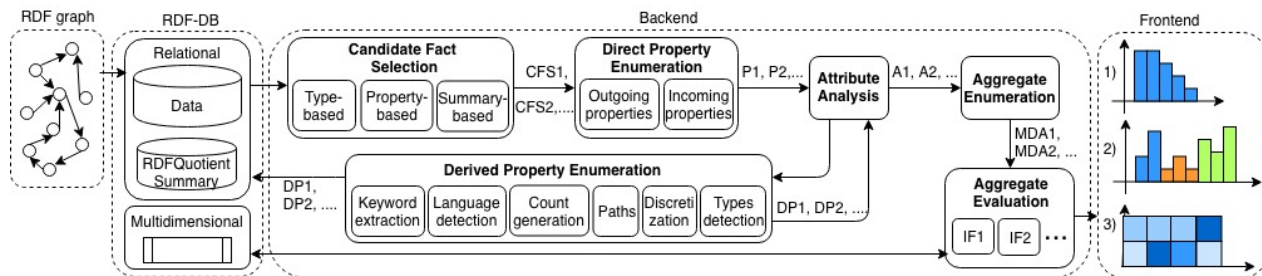 RDF graph
RDF-DB
Backend
Frontend
Relational
Data
RDFQuotient
Summary
Multidimensional
Candidate Fact
Selection
Type-
based
Property-
based
Summary-
based
CFS1,
CFS2,....
Direct Property
Enumeration
Outgoing
properties
Incoming
properties
P1, P2,...
Attribute
Analysis
A1, A2, ...
Aggregate
Enumeration
MDA1,
MDA2, ...
Derived Property Enumeration
Keyword
extraction
Language
detection
Count
generation
Paths
Discreti
zation
Types
detection
DP1,
DP2, ....
DP1, DP2, ....
Aggregate
Evaluation
IF1
IF2
...
1)
2)
3)